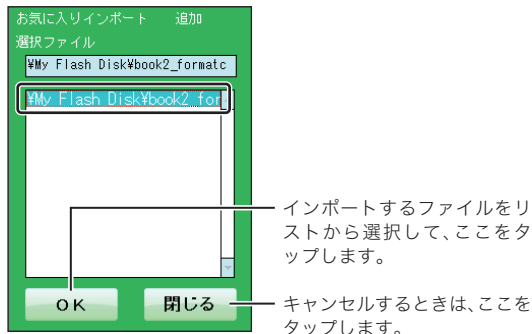 お気に入りインポート 追加
選択ファイル
¥My Flash Disk¥book2_formatc
¥My Flash Disk¥book2_for
インポートするファイルをリ
ストから選択して、ここをタ
ップします。
OK
閉じる
キャンセルするときは、ここを
タップします。